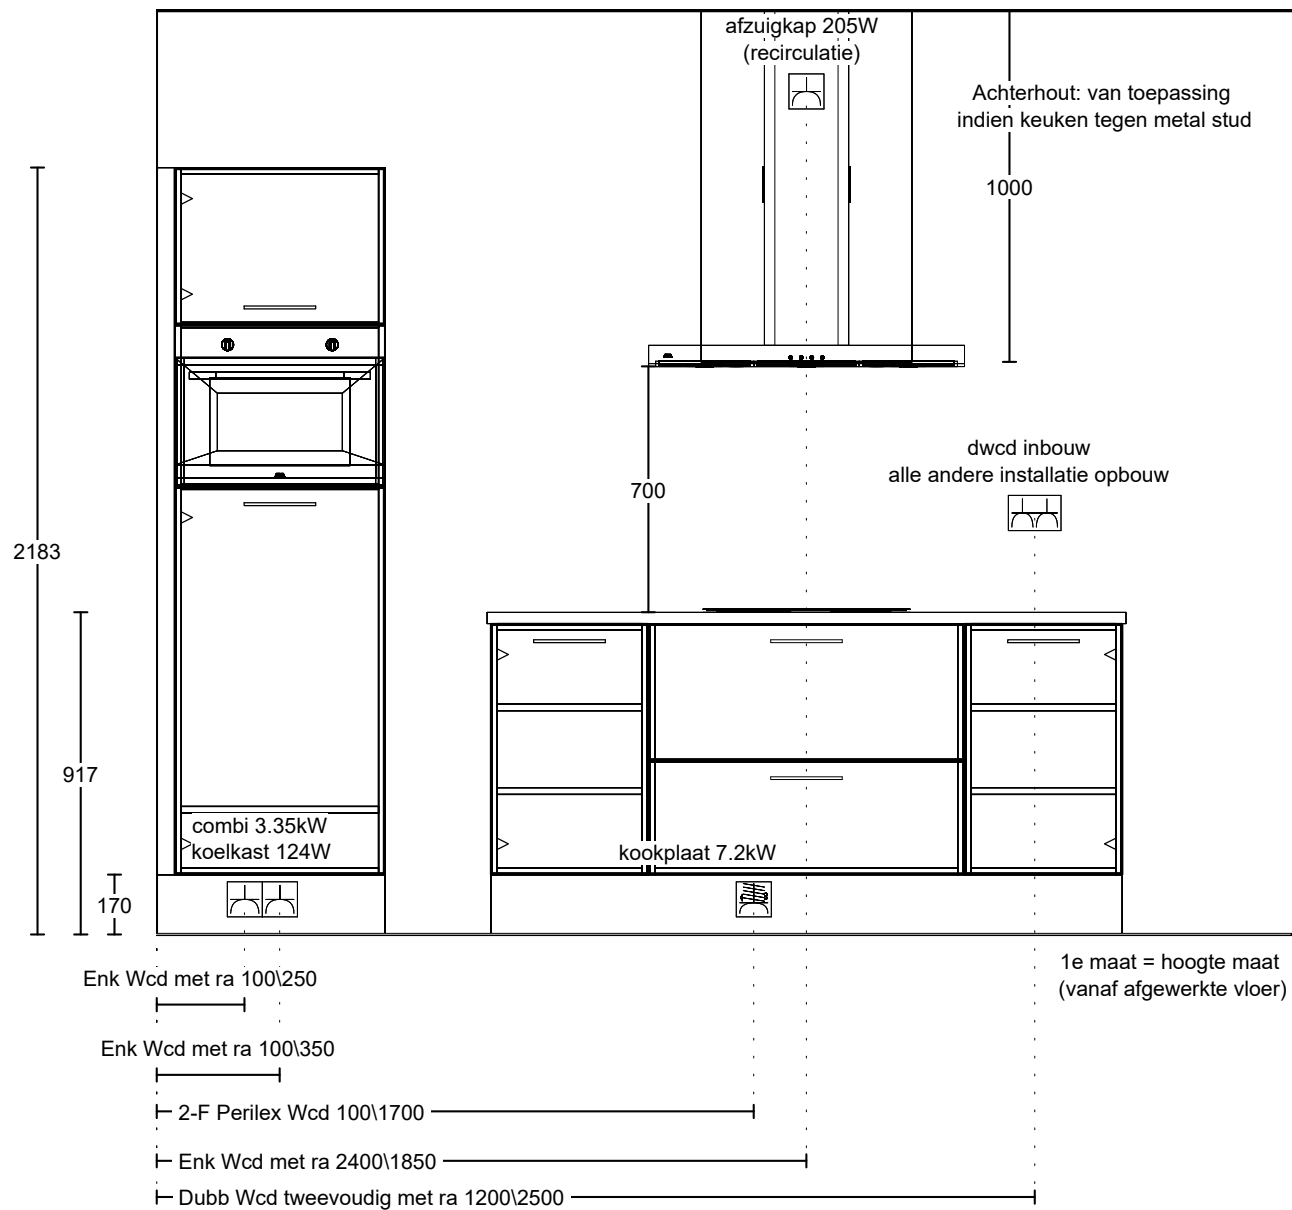 afzuigkap 205W
(recirculatie)
Achterhout: van toepassing
indien keuken tegen metal stud
1000
700
dwcd inbouw
alle andere installatie opbouw
2183
917
170
combi 3.35kW
koelkast 124W
kookplaat 7.2kW
1e maat = hoogte maat
(vanaf afgewerkte vloer)
Enk Wcd met ra 100\250
Enk Wcd met ra 100\350
2-F Perilex Wcd 100\1700
Enk Wcd met ra 2400\1850
Dubb Wcd tweevoudig met ra 1200\2500